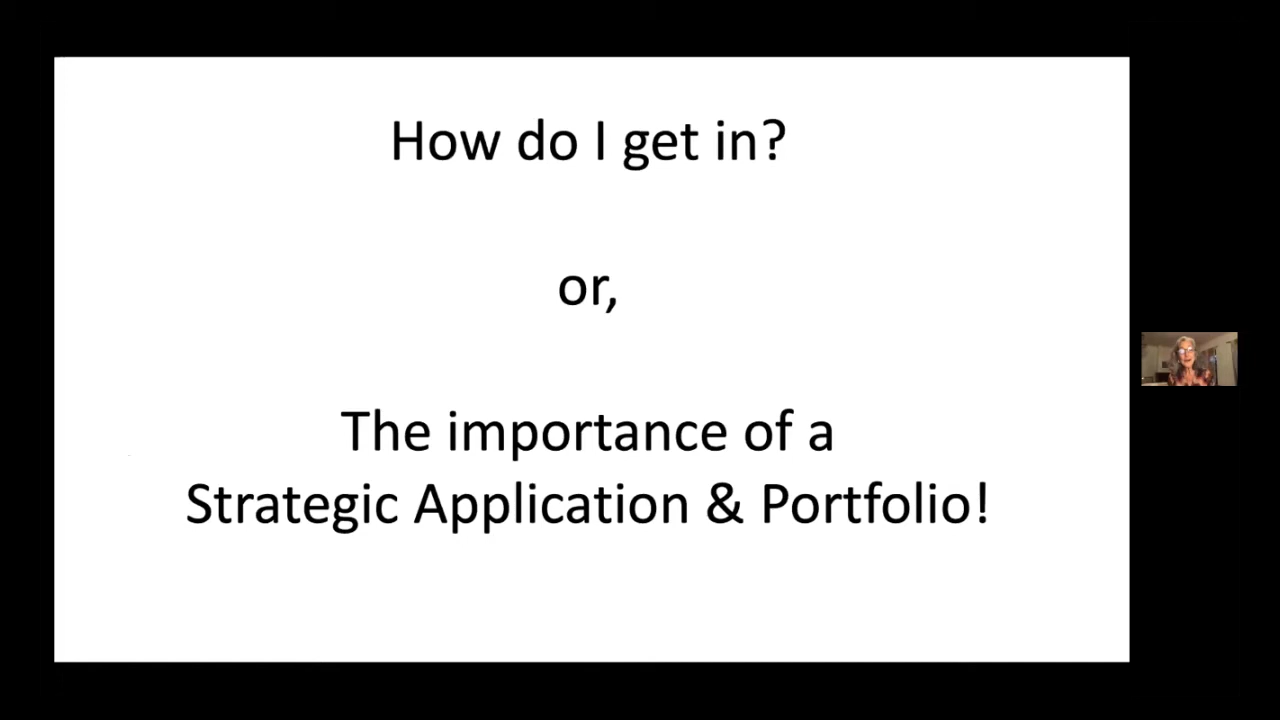 How do I get in?
or,
The importance of a
Strategic Application & Portfolio!